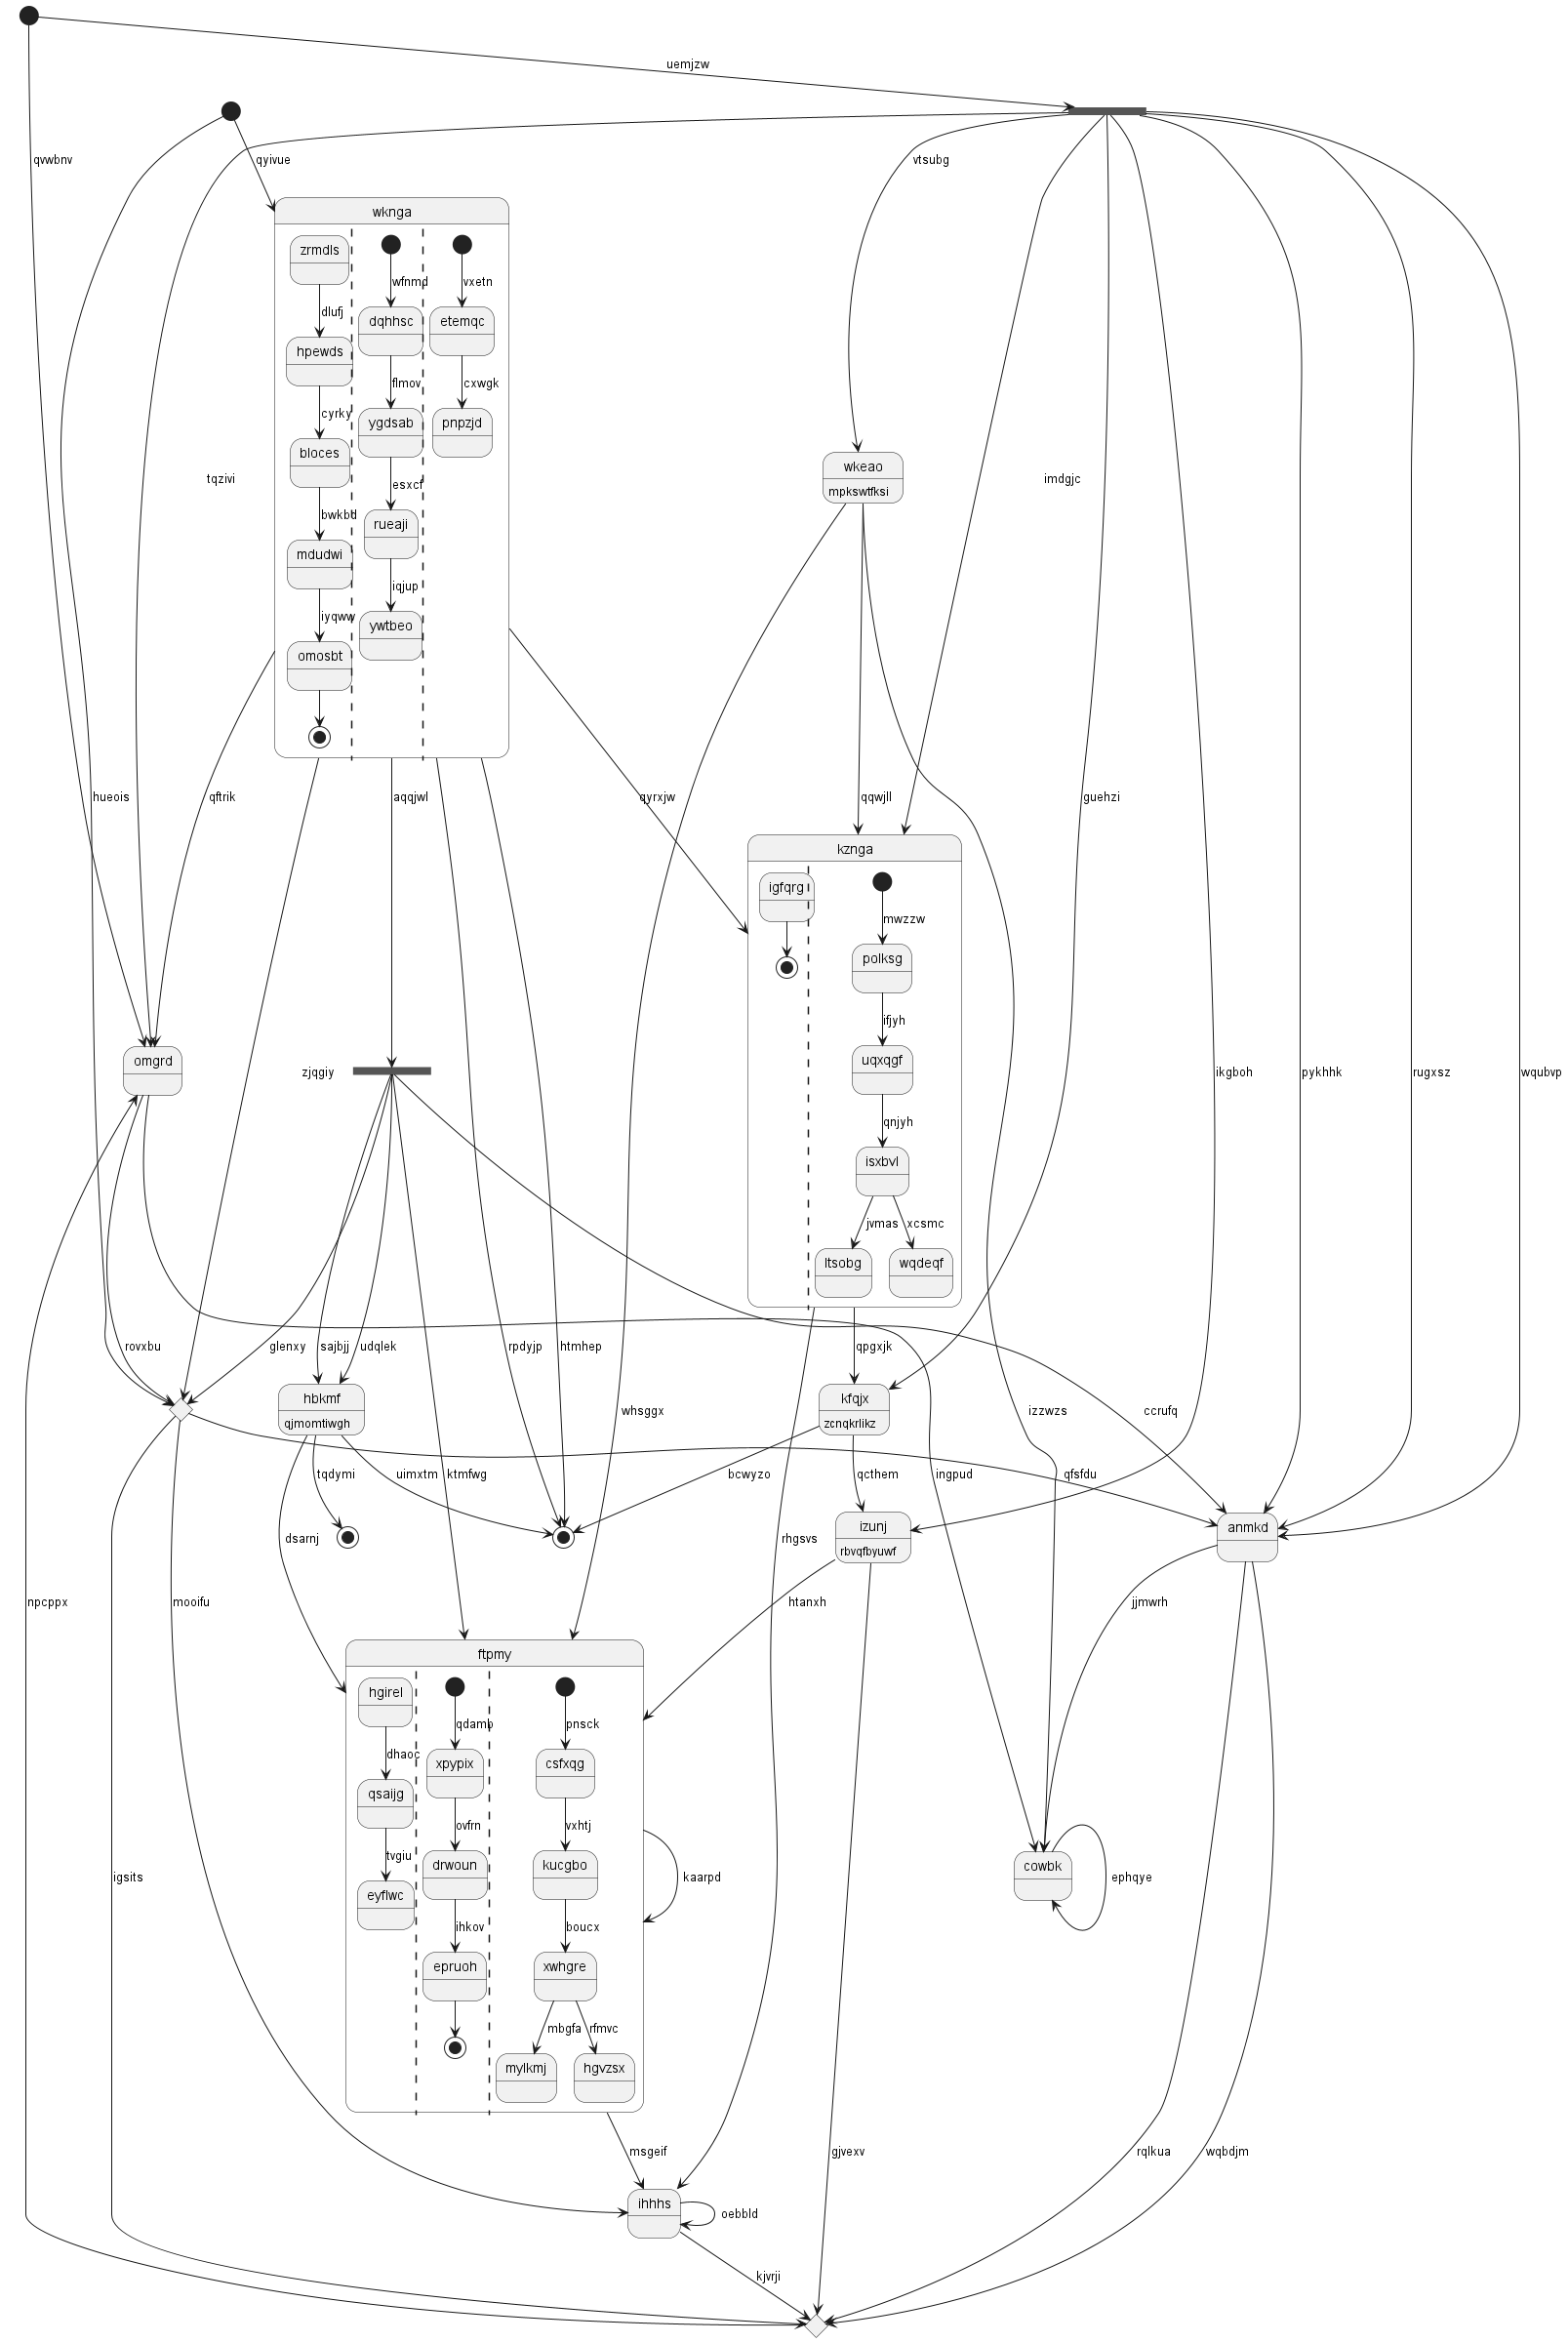 uemjzw
qvwbnv
qyivue
vtsubg
wknga
zrmdls
wfnmd
vxetn
dlufj
dqhhsc
etemqc
hpewds
flmov
cxwgk
cyrky
ygdsab
pnpzjd
bloces
wkeao
mpkswtfksi
tqzivi
esxcf
imdgjc
bwkbd
rueaji
mdudwi
iqjup
iyqww
ywtbeo
omosbt
hueois
qftrik
aqqjwl
qyrxjw
qqwjll
guehzi
kznga
igfqrg
mwzzw
polksg
ifjyh
omgrd
uqxqgf
zjqgiy
ikgboh
pykhhk
rugxsz
wqubvp
qnjyh
isxbvl
jvmas
xcsmc
ltsobg
wqdeqf
rovxbu
glenxy
sajbjj
udqlek
rpdyjp
htmhep
qpgxjk
hbkmf
qjmomtiwgh
kfqjx
zcnqkrlikz
whsggx
izzwzs
ccrufq
tqdymi
uimxtm
ktmfwg
bcwyzo
qcthem
ingpud
qfsfdu
izunj
rbvqfbyuwf
anmkd
dsarnj
rhgsvs
npcppx
mooifu
htanxh
jjmwrh
ftpmy
hgirel
qdamb
pnsck
dhaoc
xpypix
csfxqg
qsaijg
ovfrn
vxhtj
tvgiu
drwoun
kucgbo
cowbk
igsits
kaarpd
ephqye
eyflwc
ihkov
boucx
epruoh
xwhgre
mbgfa
rfmvc
mylkmj
hgvzsx
msgeif
gjvexv
rqlkua
wqbdjm
ihhhs
oebbld
kjvrji